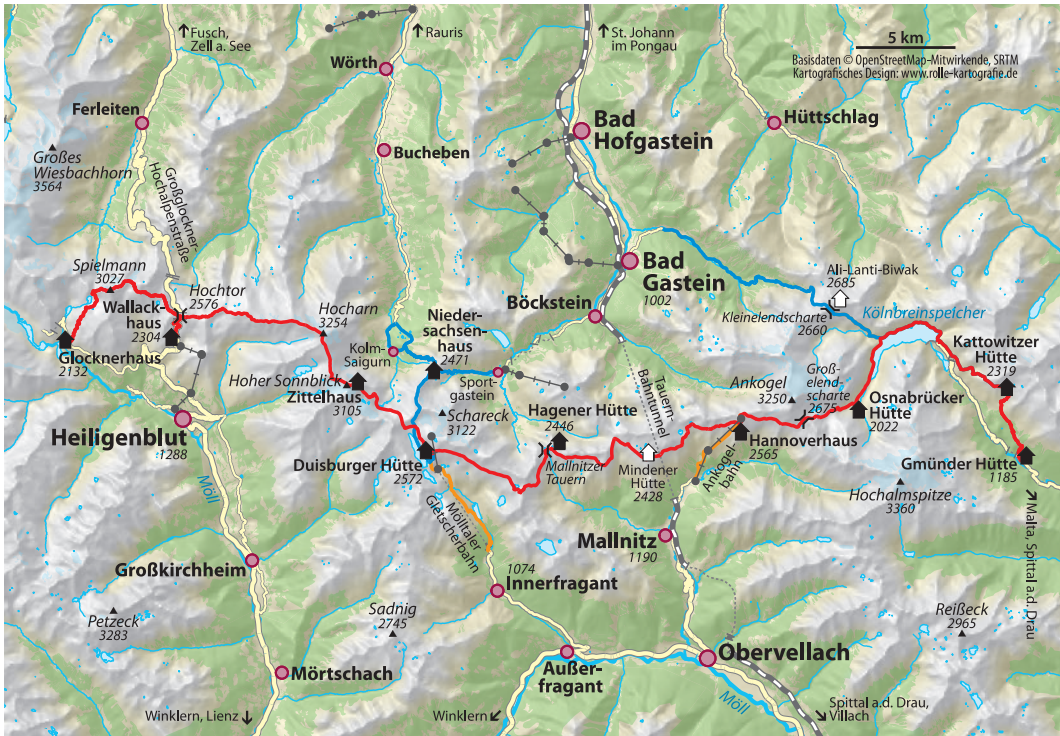 Fusch,
Zell a. See
Rauris
St. Johann
im Pongau
5 km
Basisdaten © OpenStreetMap-Mitwirkende, SRTM
Kartografisches Design: www.rolle-kartografie.de
Wörth
Ferleiten
Bad
Hofgastein
Hüttschlag
Großes
Wiesbachhorn
3564
Bucheben
Großglockner-
Hochalpenstraße
Spielmann
3027
Hochtor
2576
Wallack-
haus
2304
Glocknerhaus
2132
Hocharn
3254
Kolm-
Saigurn
Nieder-
sachsen-
haus
2471
Böckstein
Bad
Gastein
1002
Ali-Lanti-Biwak
2685
Kleinelendscharte
2660
Kölnbreinspeicher
Kattowitzer
Hütte
2319
Hoher Sonnblick
Zittelhaus
3105
Sport-
gastein
Schareck
3122
Tauern-
Bahntunnel
Ankogel
3250
Groß-
elend-
scharte
2675
Osnabrücker
Hütte
2022
Heiligenblut
1288
Hagener Hütte
2446
Mallnitzer
Tauern
Hannoverhaus
2565
Duisburger Hütte
2572
Mindener
Hütte
2428
Ankogel-
bahn
Gmünder Hütte
1185
Hochalmspitze
3360
Möll
Mölltaler
Gletscherbahn
Malta, Spittal a.d. Drau
Mallnitz
1190
Großkirchheim
1074
Innerfragant
Petzeck
3283
Sadnig
2745
Reißeck
2965
Mörtschach
Außer-
fragant
Obervellach
Möll
Winklern, Lienz
Winklern
Spittal a.d. Drau,
Villach